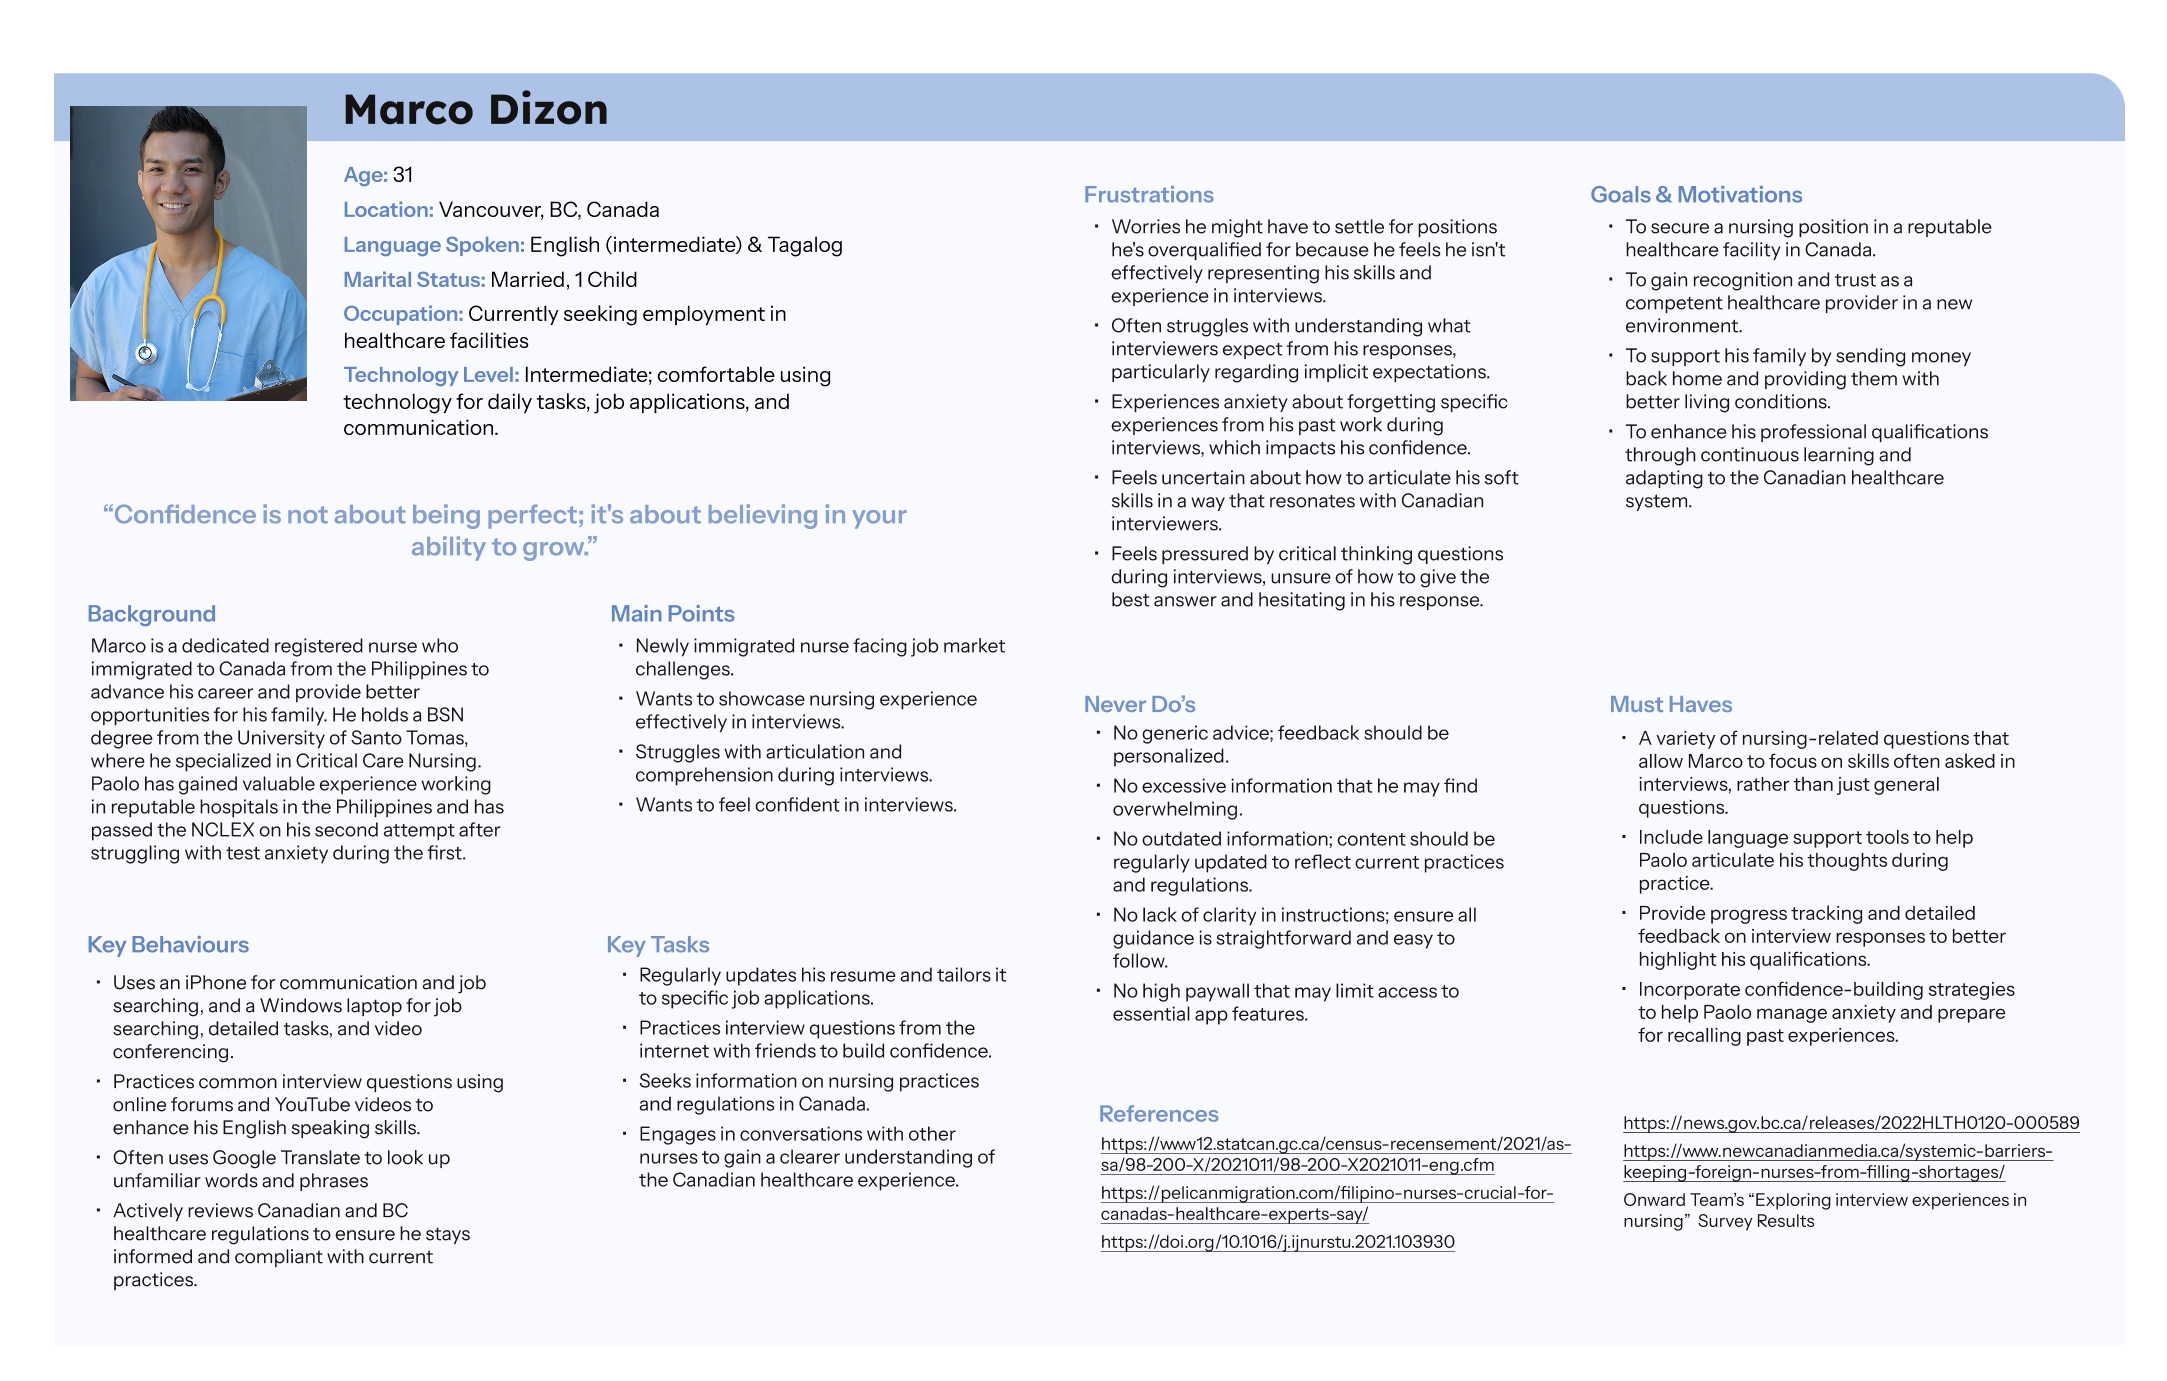 Marco Dizon
Age: 31
Location: Vancouver, BC, Canada
Language Spoken: English (intermediate) & Tagalog
Marital Status: Married, 1 Child
Occupation: Currently seeking employment in
healthcare facilities
Technology Level: Intermediate; comfortable using
technology for daily tasks, job applications, and
communication.
“Confidence is not about being perfect; it's about believing in your
ability to grow.”
Background
Marco is a dedicated registered nurse who
immigrated to Canada from the Philippines to
advance his career and provide better
opportunities for his family. He holds a BSN
degree from the University of Santo Tomas,
where he specialized in Critical Care Nursing.
Paolo has gained valuable experience working
in reputable hospitals in the Philippines and has
passed the NCLEX on his second attempt after
struggling with test anxiety during the first.
Main Points
· Newly immigrated nurse facing job market
challenges.
· Wants to showcase nursing experience
effectively in interviews.
· Struggles with articulation and
comprehension during interviews.
· Wants to feel confident in interviews.
Key Behaviours
· Uses an iPhone for communication and job
searching, and a Windows laptop for job
searching, detailed tasks, and video
conferencing.
· Practices common interview questions using
online forums and YouTube videos to
enhance his English speaking skills.
· Often uses Google Translate to look up
unfamiliar words and phrases
· Actively reviews Canadian and BC
healthcare regulations to ensure he stays
informed and compliant with current
practices.
Key Tasks
· Regularly updates his resume and tailors it
to specific job applications.
· Practices interview questions from the
internet with friends to build confidence.
· Seeks information on nursing practices
and regulations in Canada.
· Engages in conversations with other
nurses to gain a clearer understanding of
the Canadian healthcare experience.
Frustrations
· Worries he might have to settle for positions
he's overqualified for because he feels he isn't
effectively representing his skills and
experience in interviews.
· Often struggles with understanding what
interviewers expect from his responses,
particularly regarding implicit expectations.
· Experiences anxiety about forgetting specific
experiences from his past work during
interviews, which impacts his confidence.
· Feels uncertain about how to articulate his soft
skills in a way that resonates with Canadian
interviewers.
· Feels pressured by critical thinking questions
during interviews, unsure of how to give the
best answer and hesitating in his response.
Goals & Motivations
· To secure a nursing position in a reputable
healthcare facility in Canada.
· To gain recognition and trust as a
competent healthcare provider in a new
environment.
· To support his family by sending money
back home and providing them with
better living conditions.
· To enhance his professional qualifications
through continuous learning and
adapting to the Canadian healthcare
system.
Never Do’s
· No generic advice; feedback should be
personalized.
· No excessive information that he may find
overwhelming.
· No outdated information; content should be
regularly updated to reflect current practices
and regulations.
· No lack of clarity in instructions; ensure all
guidance is straightforward and easy to
follow.
· No high paywall that may limit access to
essential app features.
Must Haves
· A variety of nursing-related questions that
allow Marco to focus on skills often asked in
interviews, rather than just general
questions.
· Include language support tools to help
Paolo articulate his thoughts during
practice.
· Provide progress tracking and detailed
feedback on interview responses to better
highlight his qualifications.
· Incorporate confidence-building strategies
to help Paolo manage anxiety and prepare
for recalling past experiences.
References
https://www12.statcan.gc.ca/census-recensement/2021/as-
sa/98-200-X/2021011/98-200-X2021011-eng.cfm
https://pelicanmigration.com/filipino-nurses-crucial-for-
canadas-healthcare-experts-say/
https://doi.org/10.1016/j.ijnurstu.2021.103930
https://news.gov.bc.ca/releases/2022HLTH0120-000589
https://www.newcanadianmedia.ca/systemic-barriers-
keeping-foreign-nurses-from-filling-shortages/
Onward Team’s “Exploring interview experiences in
nursing” Survey Results